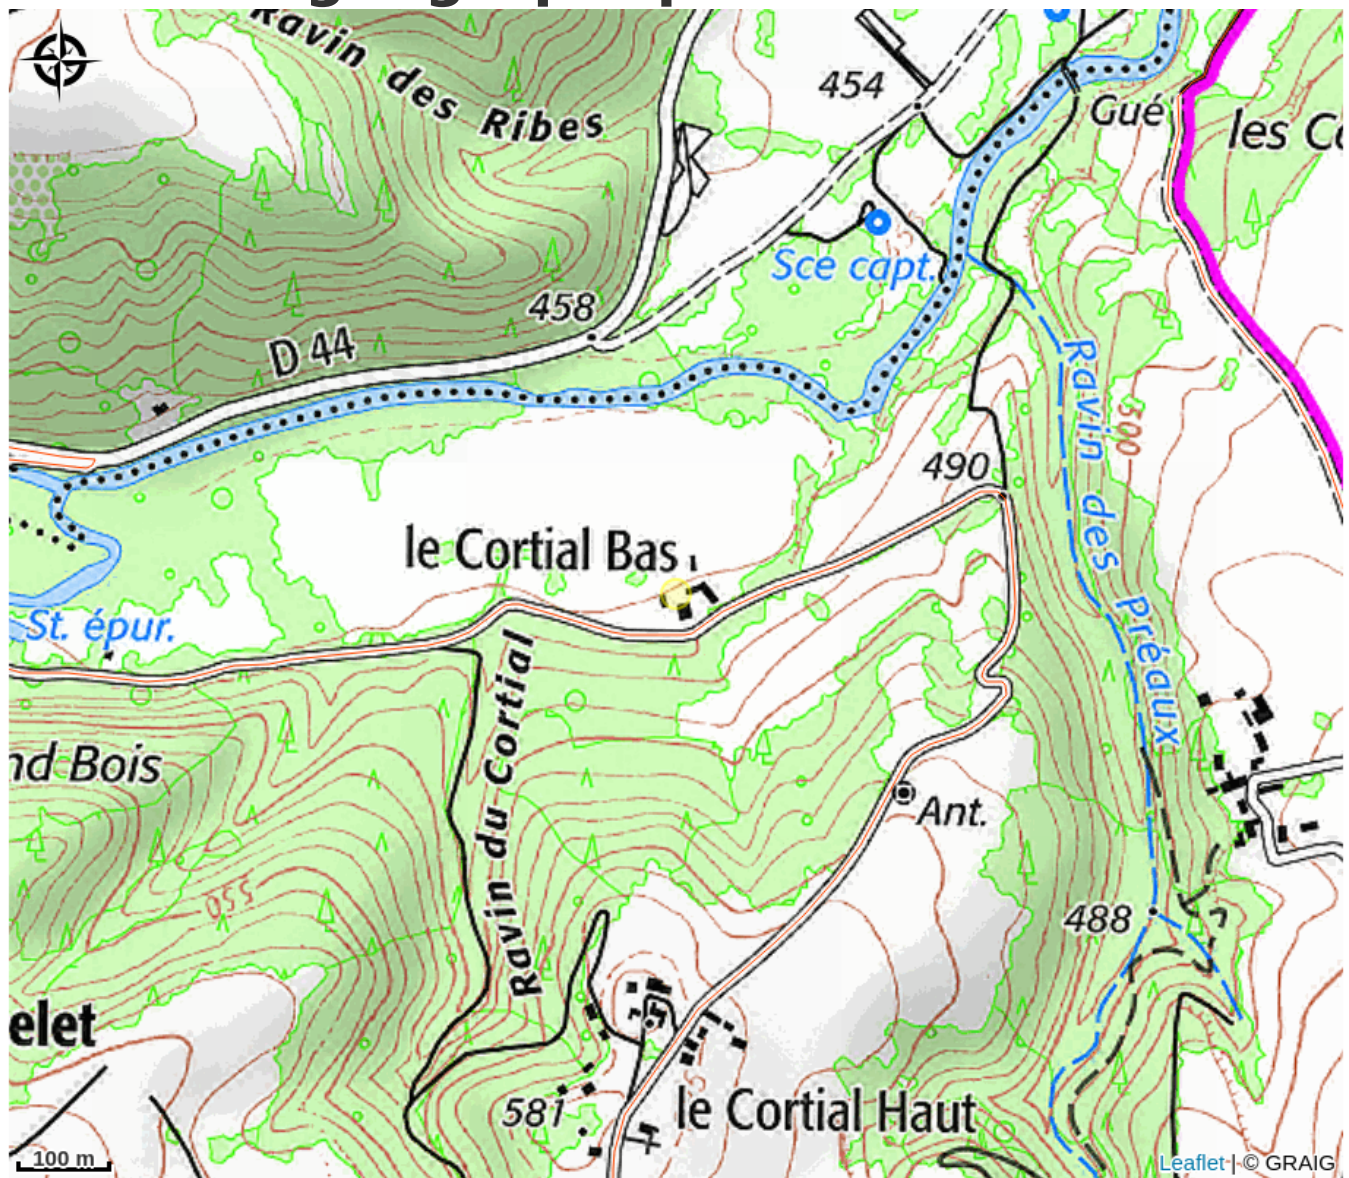 Ravin des Ribes
454
Gué
les Co
Sce capt.
458
D 44
Ravin des Préaux
500
490
le Cortial Bas
St. épur.
Ravin du Cortial
nd Bois
Ant.
550
488
elet
581
le Cortial Haut
100 m
Leaflet | © GRAIG